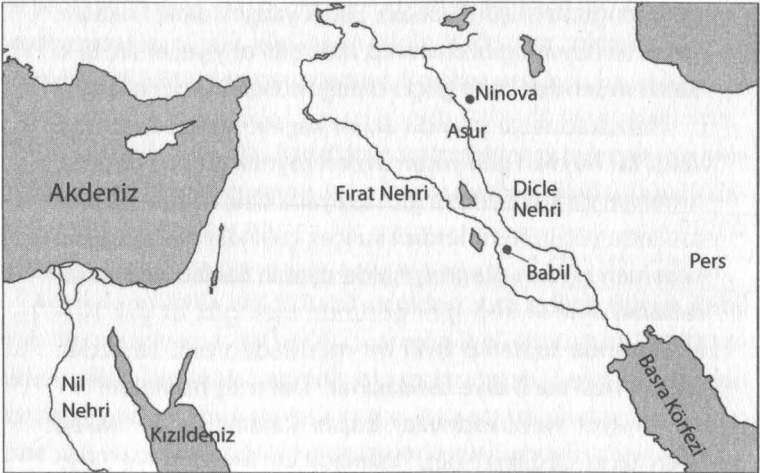 Ninova
Asur
Akdeniz
Fırat Nehri
Dicle
Nehri
Babil
Pers
Basra Körfezi
Nil
Nehri
Kızıldeniz